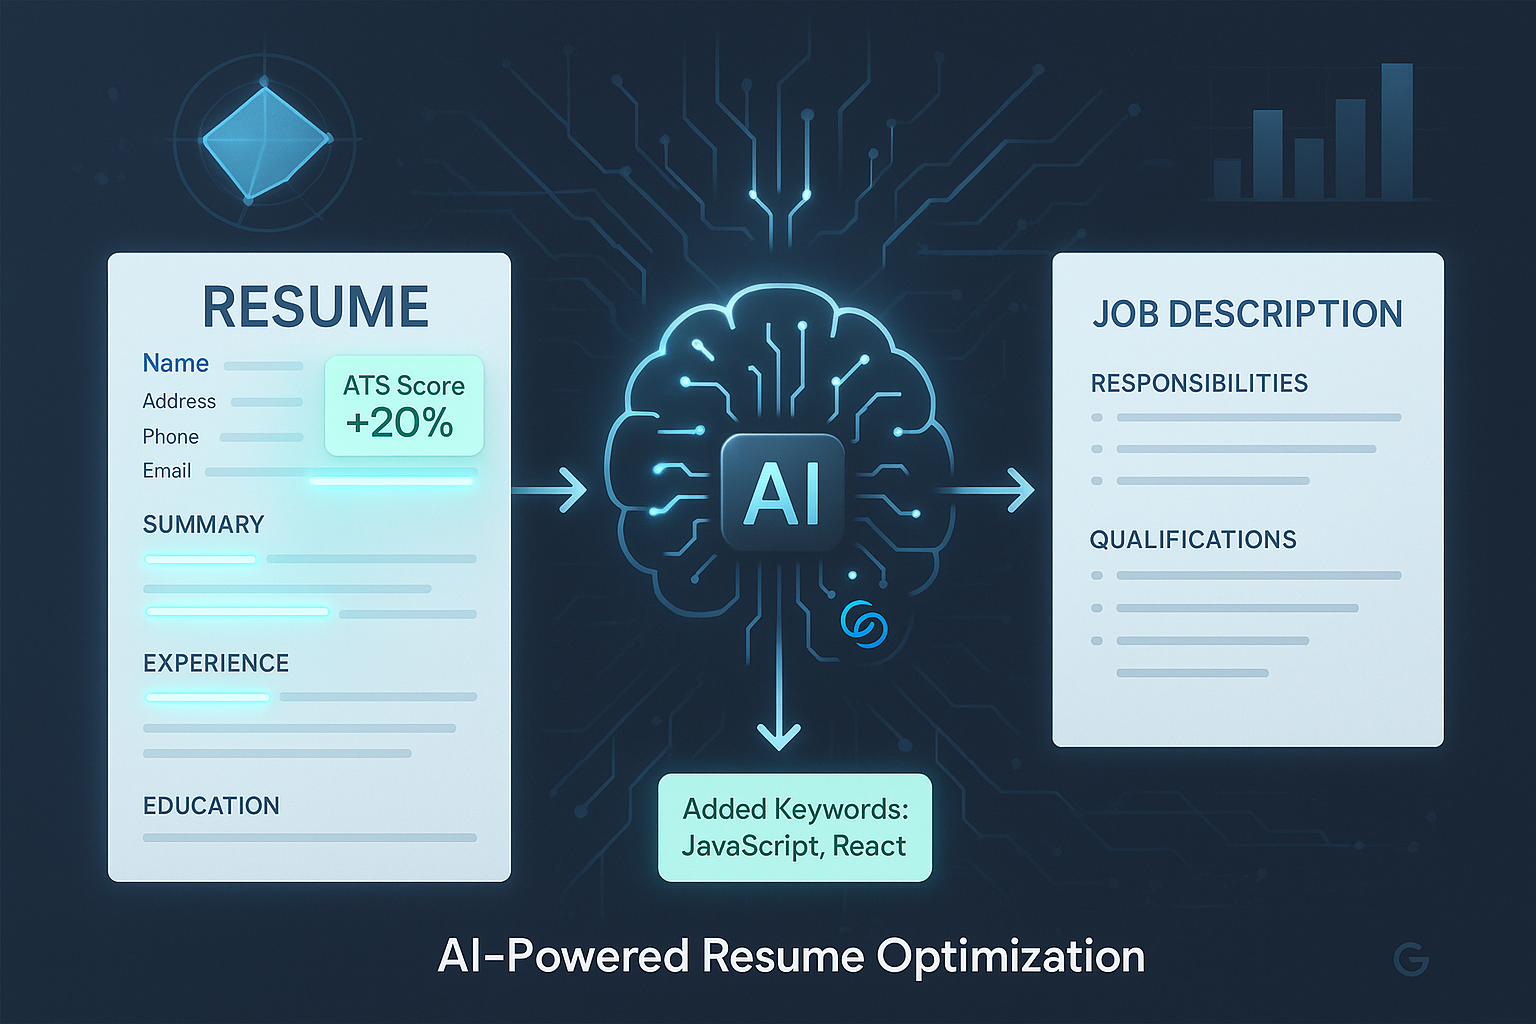 RESUME
Name
Address
Phone
Email
ATS Score
+20%
SUMMARY
EXPERIENCE
EDUCATION
AI
Added Keywords:
JavaScript, React
JOB DESCRIPTION
RESPONSIBILITIES
QUALIFICATIONS
AI-Powered Resume Optimization
G